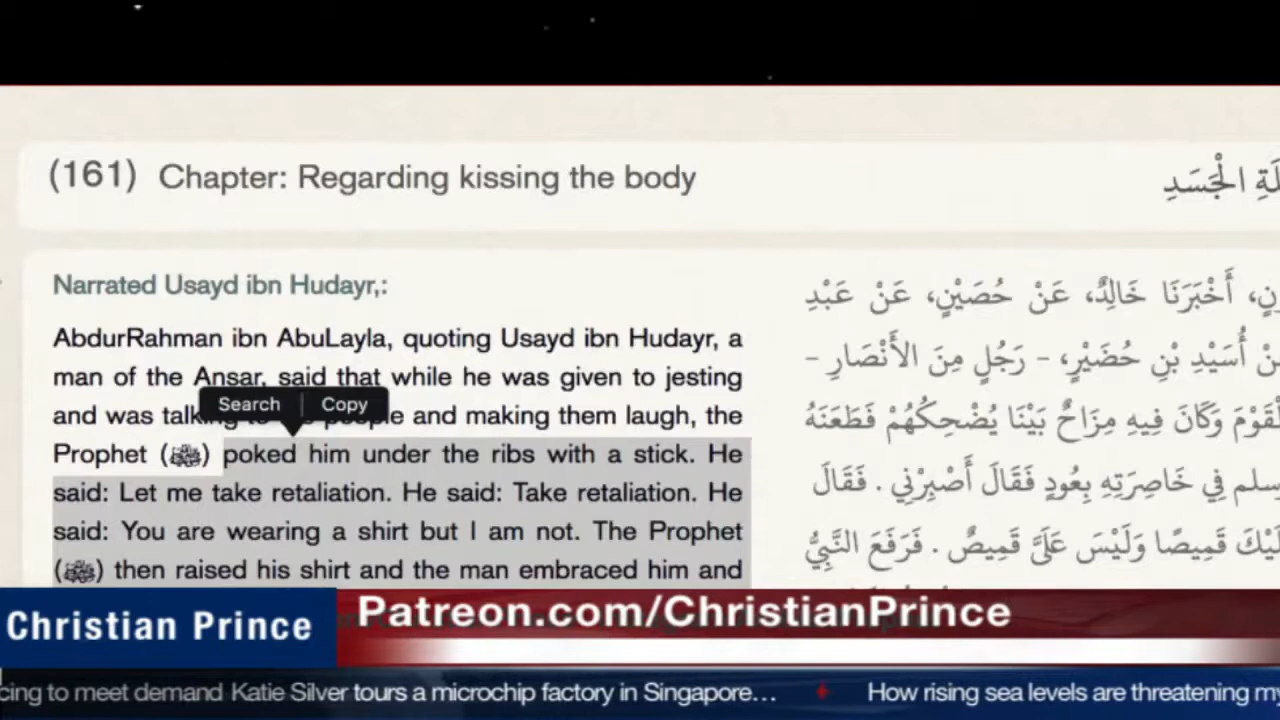 (161) Chapter: Regarding kissing the body
الْجَسَدِ
Narrated Usayd ibn Hudayr,:
AbdurRahman ibn AbuLayla, quoting Usayd ibn Hudayr, a
man of the Ansar, said that while he was given to jesting
Search Copy
and was talking to the people and making them laugh, the
Prophet (ﷺ) poked him under the ribs with a stick. He
said: Let me take retaliation. He said: Take retaliation. He
said: You are wearing a shirt but I am not. The Prophet
(ﷺ) then raised his shirt and the man embraced him and
أَخْبَرَنَا خَالِدٌ، عَنْ حُصَيْنٍ، عَنْ عَبْدِ
أُسَيْدِ بْنِ حُضَيْرٍ، - رَجُلٍ مِنَ الأَنْصَارِ -
وَكَانَ فِيهِ مِزَاحٌ بَيْنَا يُضْحِكُهُمْ فَطَعَنَهُ
فِي خَاصِرَتِهِ بِعُودٍ فَقَالَ أَصْبِرْنِي . فَقَالَ
قَمِيصًا وَلَيْسَ عَلَىَّ قَمِيصٌ . فَرَفَعَ النَّبِيُّ
Christian Prince
Patreon.com/ChristianPrince
to meet demand Katie Silver tours a microchip factory in Singapore... How rising sea levels are threatening